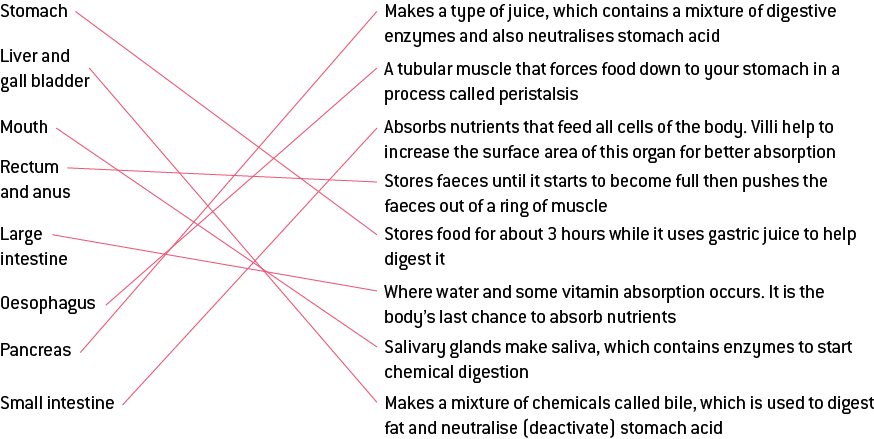 Stomach
Liver and
gall bladder
Mouth
Rectum
and anus
Large
intestine
Oesophagus
Pancreas
Small intestine
Makes a type of juice, which contains a mixture of digestive
enzymes and also neutralises stomach acid
A tubular muscle that forces food down to your stomach in a
process called peristalsis
Absorbs nutrients that feed all cells of the body. Villi help to
increase the surface area of this organ for better absorption
Stores faeces until it starts to become full then pushes the
faeces out of a ring of muscle
Stores food for about 3 hours while it uses gastric juice to help
digest it
Where water and some vitamin absorption occurs. It is the
body’s last chance to absorb nutrients
Salivary glands make saliva, which contains enzymes to start
chemical digestion
Makes a mixture of chemicals called bile, which is used to digest
fat and neutralise (deactivate) stomach acid